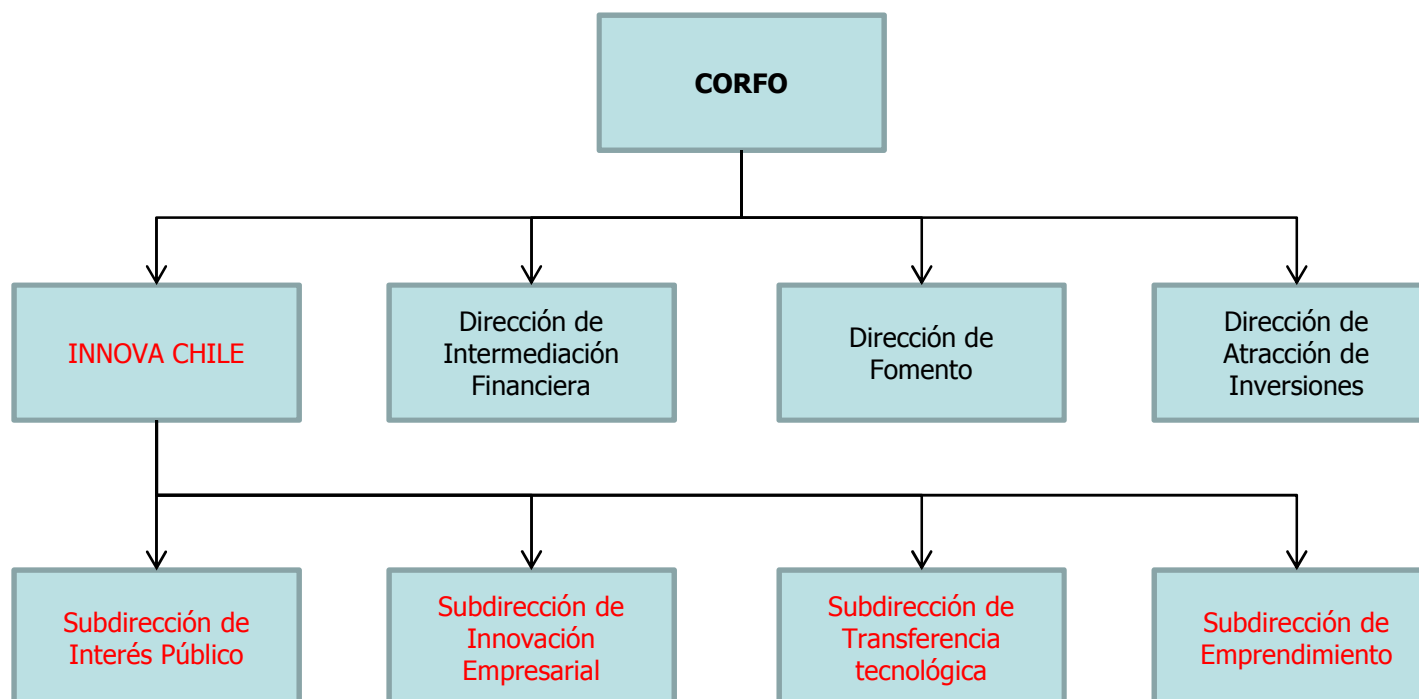 CORFO
INNOVA CHILE
Dirección de
Intermediación
Financiera
Dirección de
Fomento
Dirección de
Atracción de
Inversiones
Subdirección de
Interés Público
Subdirección de
Innovación
Empresarial
Subdirección de
Transferencia
tecnológica
Subdirección de
Emprendimiento